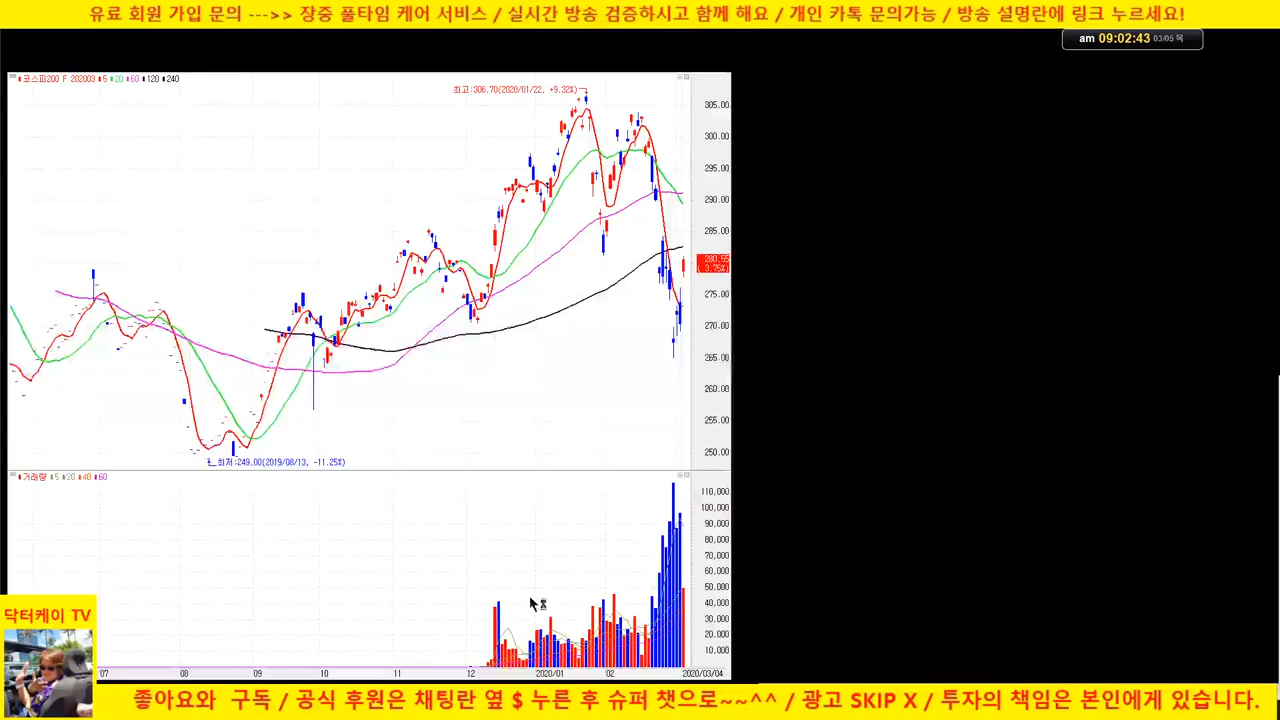 유료 회원 가입 문의 --->> 장중 풀타임 케어 서비스 / 실시간 방송 검증하시고 함께 해요 / 개인 카톡 문의가능 / 방송 설명란에 링크 누르세요!
am 09:02:43 03/05 목
코스피200 F 202003 5 20 60 120 240
최고:306.70(2020/01/22, +9.32%)
305.00
300.00
295.00
290.00
285.00
280.55
( 3.75%)
275.00
270.00
265.00
260.00
255.00
250.00
최저:249.00(2019/08/13, -11.25%)
거래량 5 20 40 60
110,000
100,000
90,000
80,000
70,000
60,000
50,000
40,000
30,000
20,000
10,000
07 08 09 10 11 12 2020/01 02 2020/03/04
닥터케이 TV
좋아요와 구독 / 공식 후원은 채팅란 옆 $ 누른 후 슈퍼 챗으로~~^^ / 광고 SKIP X / 투자의 책임은 본인에게 있습니다.